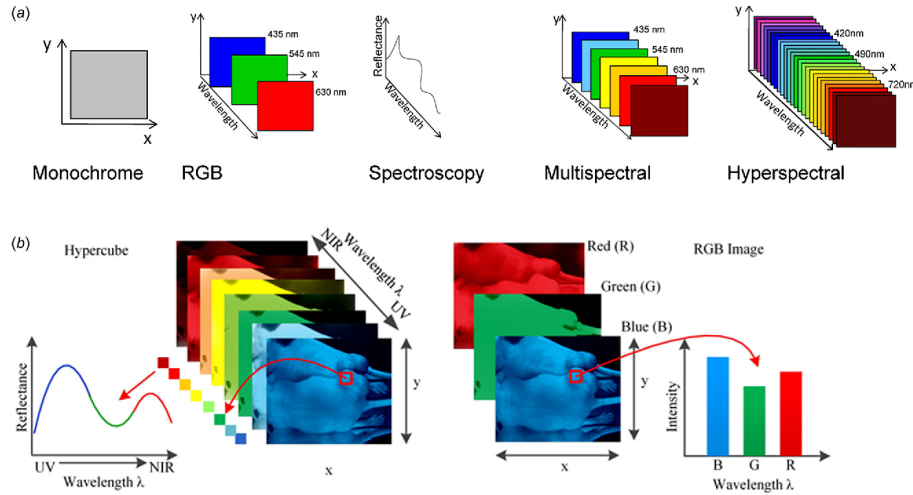 (a)
y
x
Monochrome
y
435 nm
545 nm
x
630 nm
Wavelength
RGB
Reflectance
Wavelength
Spectroscopy
y
435 nm
545 nm
x
630 nm
Wavelength
Multispectral
y
420nm
490nm
x
720nm
Wavelength
Hyperspectral
(b)
Hypercube
NIR
Wavelength λ
UV
y
x
Reflectance
UV
NIR
Wavelength λ
Red (R)
Green (G)
Blue (B)
y
x
RGB Image
Intensity
B G R
Wavelength λ